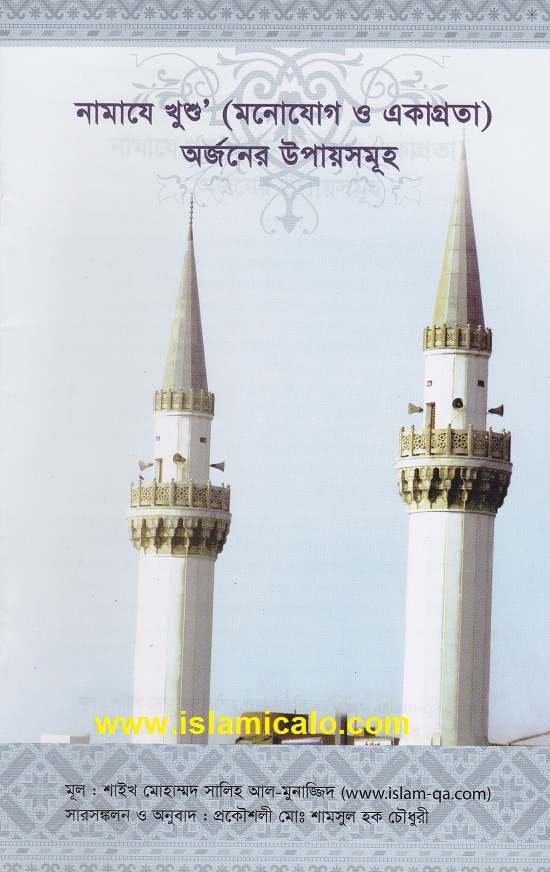 নামাযে খুশু' (মনোযোগ ও একাগ্রতা)
অর্জনের উপায়সমূহ
www.islamicalo.com
মূল : শাইখ মোহাম্মদ সালিহ আল-মুনাজ্জিদ (www.islam-qa.com)
সারসঙ্কলন ও অনুবাদ : প্রকৌশলী মোঃ শামসুল হক চৌধুরী